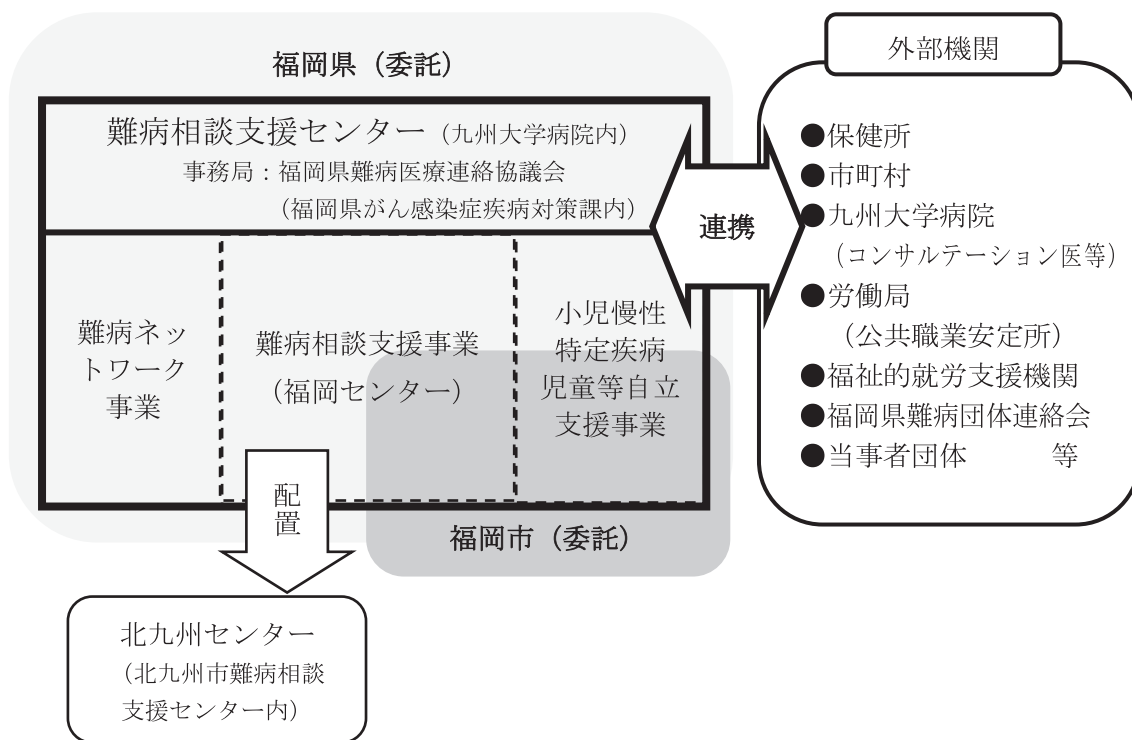 福岡県（委託）
難病相談支援センター（九州大学病院内）
事務局：福岡県難病医療連絡協議会
（福岡県がん感染症疾病対策課内）
難病ネッ
トワーク
事業
難病相談支援事業
（福岡センター）
小児慢性
特定疾病
児童等自立
支援事業
福岡市（委託）
配置
北九州センター
（北九州市難病相談
支援センター内）
連携
外部機関
●保健所
●市町村
●九州大学病院
（コンサルテーション医等）
●労働局
（公共職業安定所）
●福祉的就労支援機関
●福岡県難病団体連絡会
●当事者団体　　　等